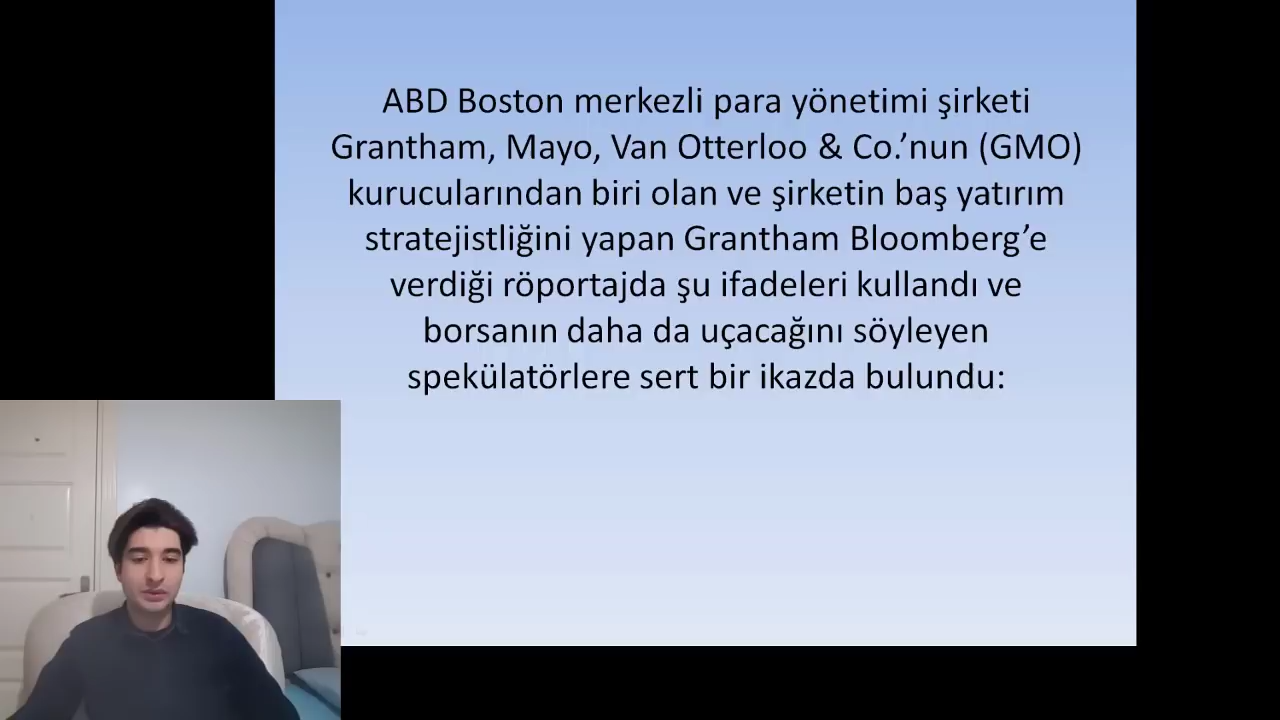 ABD Boston merkezli para yönetimi şirketi
Grantham, Mayo, Van Otterloo & Co.’nun (GMO)
kurucularından biri olan ve şirketin baş yatırım
stratejistliğini yapan Grantham Bloomberg’e
verdiği röportajda şu ifadeleri kullandı ve
borsanın daha da uçacağını söyleyen
spekülatörlere sert bir ikazda bulundu: